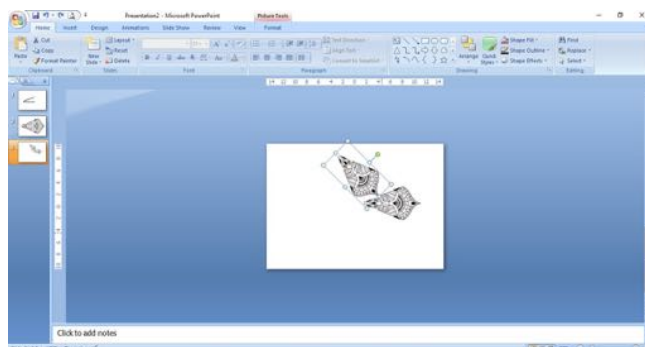 Presentation2 - Microsoft PowerPoint
Picture Tools
Home Insert Design Animations Slide Show Review View Format
Paste
Cut
Copy
Format Painter
Clipboard
New Slide
Layout
Reset
Delete
Slides
Font
Text Direction
Align Text
Convert to SmartArt
Paragraph
Arrange
Quick Styles
Shape Fill
Shape Outline
Shape Effects
Drawing
Find
Replace
Select
Editing
Click to add notes